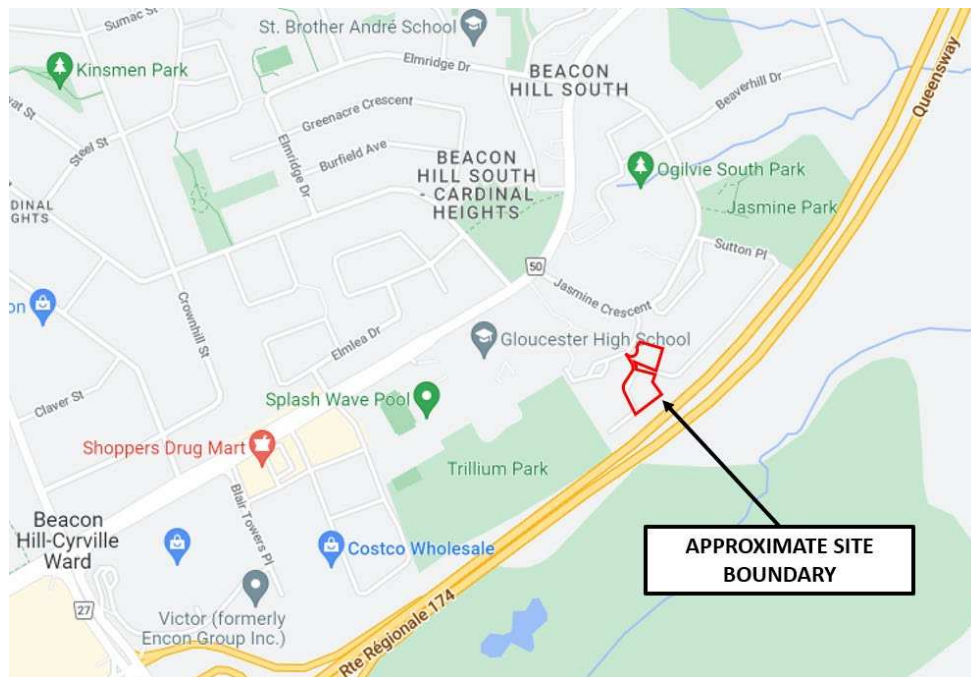 Sumac St
St. Brother André School
Kinsmen Park
Elmridge Dr
BEACON
HILL SOUTH
Beaverhill Dr
Queensway
Greenacre Crescent
Steel St
Elmridge Dr
Burfield Ave
BEACON
HILL SOUTH
- CARDINAL
HEIGHTS
Ogilvie South Park
Jasmine Park
DINAL
GHTS
Sutton Pl
50
Jasmine Crescent
on
Crownhill St
Elmlea Dr
Gloucester High School
Claver St
Splash Wave Pool
Shoppers Drug Mart
Trillium Park
Blair Towers Pl
Beacon
Hill-Cyrville
Ward
Costco Wholesale
APPROXIMATE SITE
BOUNDARY
27
Victor (formerly
Encon Group Inc.)
Rte Régionale 174